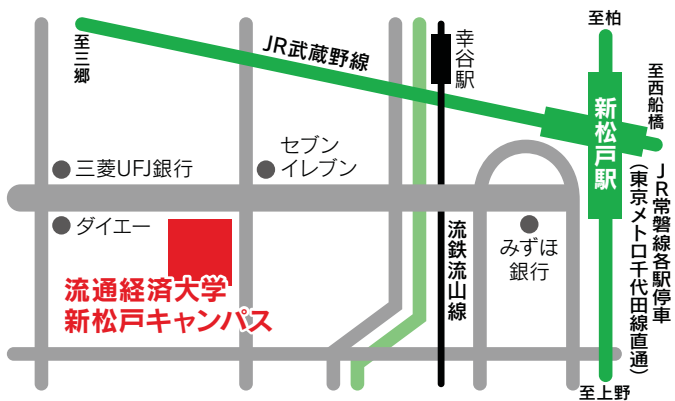 至柏
至三郷
JR武蔵野線
幸谷駅
至西船橋
新松戸駅
セブン
イレブン
三菱UFJ銀行
JR常磐線各駅停車
（東京メトロ千代田線直通）
ダイエー
流鉄流山線
みずほ
銀行
流通経済大学
新松戸キャンパス
至上野